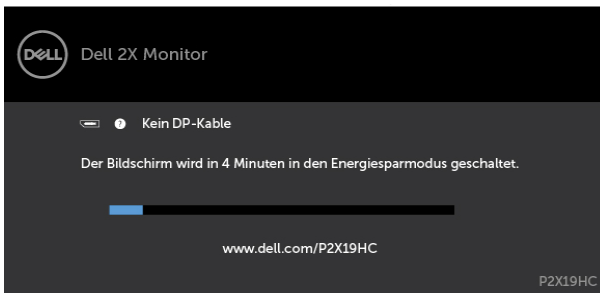 DELL
Dell 2X Monitor
? Kein DP-Kable
Der Bildschirm wird in 4 Minuten in den Energiesparmodus geschaltet.
www.dell.com/P2X19HC
P2X19HC